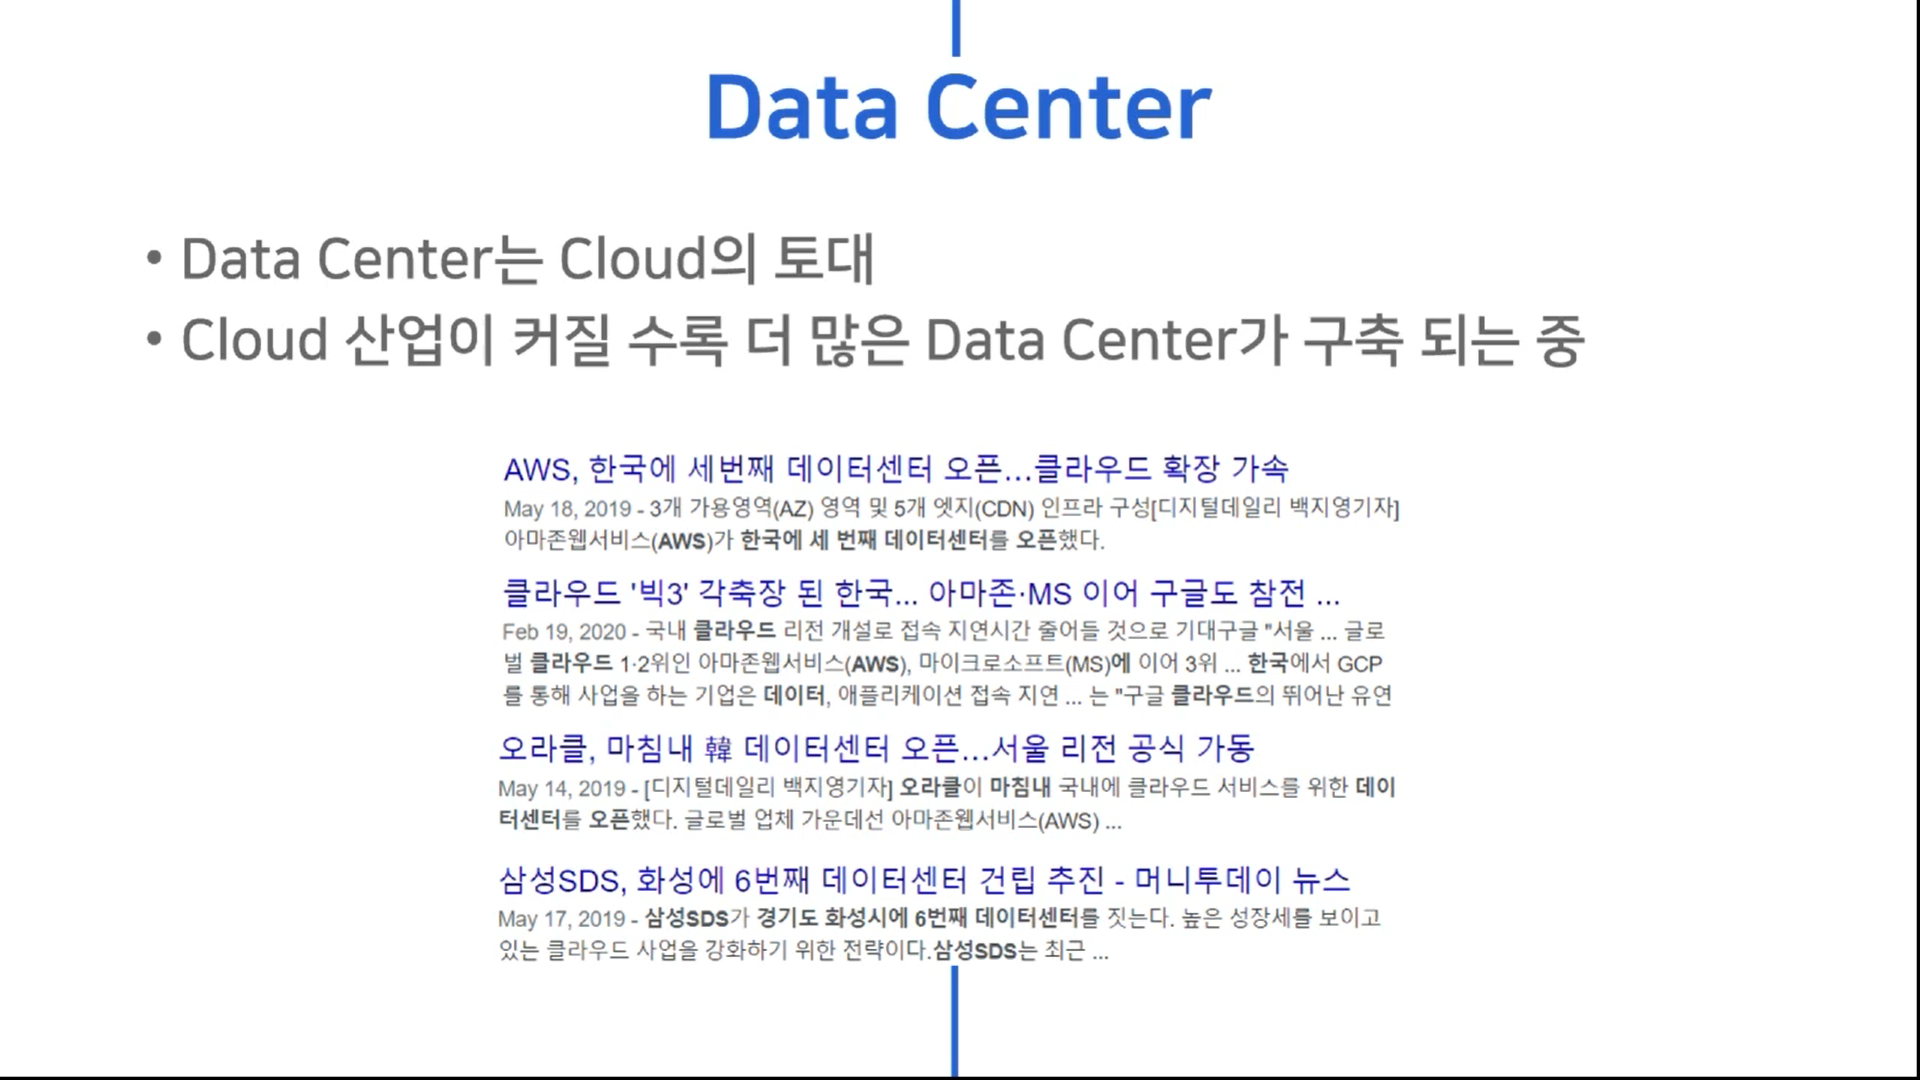 Data Center
• Data Center는 Cloud의 토대
• Cloud 산업이 커질 수록 더 많은 Data Center가 구축 되는 중
AWS, 한국에 세번째 데이터센터 오픈...클라우드 확장 가속
May 18, 2019 - 3개 가용영역(AZ) 영역 및 5개 엣지(CDN) 인프라 구성[디지털데일리 백지영기자]
아마존웹서비스(AWS)가 한국에 세 번째 데이터센터를 오픈했다.
클라우드 '빅3' 각축장 된 한국... 아마존·MS 이어 구글도 참전 ...
Feb 19, 2020 - 국내 클라우드 리전 개설로 접속 지연시간 줄어들 것으로 기대구글 "서울 ... 글로
벌 클라우드 1·2위인 아마존웹서비스(AWS), 마이크로소프트(MS)에 이어 3위 ... 한국에서 GCP
를 통해 사업을 하는 기업은 데이터, 애플리케이션 접속 지연 ... 는 "구글 클라우드의 뛰어난 유연
오라클, 마침내 韓 데이터센터 오픈...서울 리전 공식 가동
May 14, 2019 - [디지털데일리 백지영기자] 오라클이 마침내 국내에 클라우드 서비스를 위한 데이
터센터를 오픈했다. 글로벌 업체 가운데선 아마존웹서비스(AWS) ...
삼성SDS, 화성에 6번째 데이터센터 건립 추진 - 머니투데이 뉴스
May 17, 2019 - 삼성SDS가 경기도 화성시에 6번째 데이터센터를 짓는다. 높은 성장세를 보이고
있는 클라우드 사업을 강화하기 위한 전략이다.삼성SDS는 최근 ...